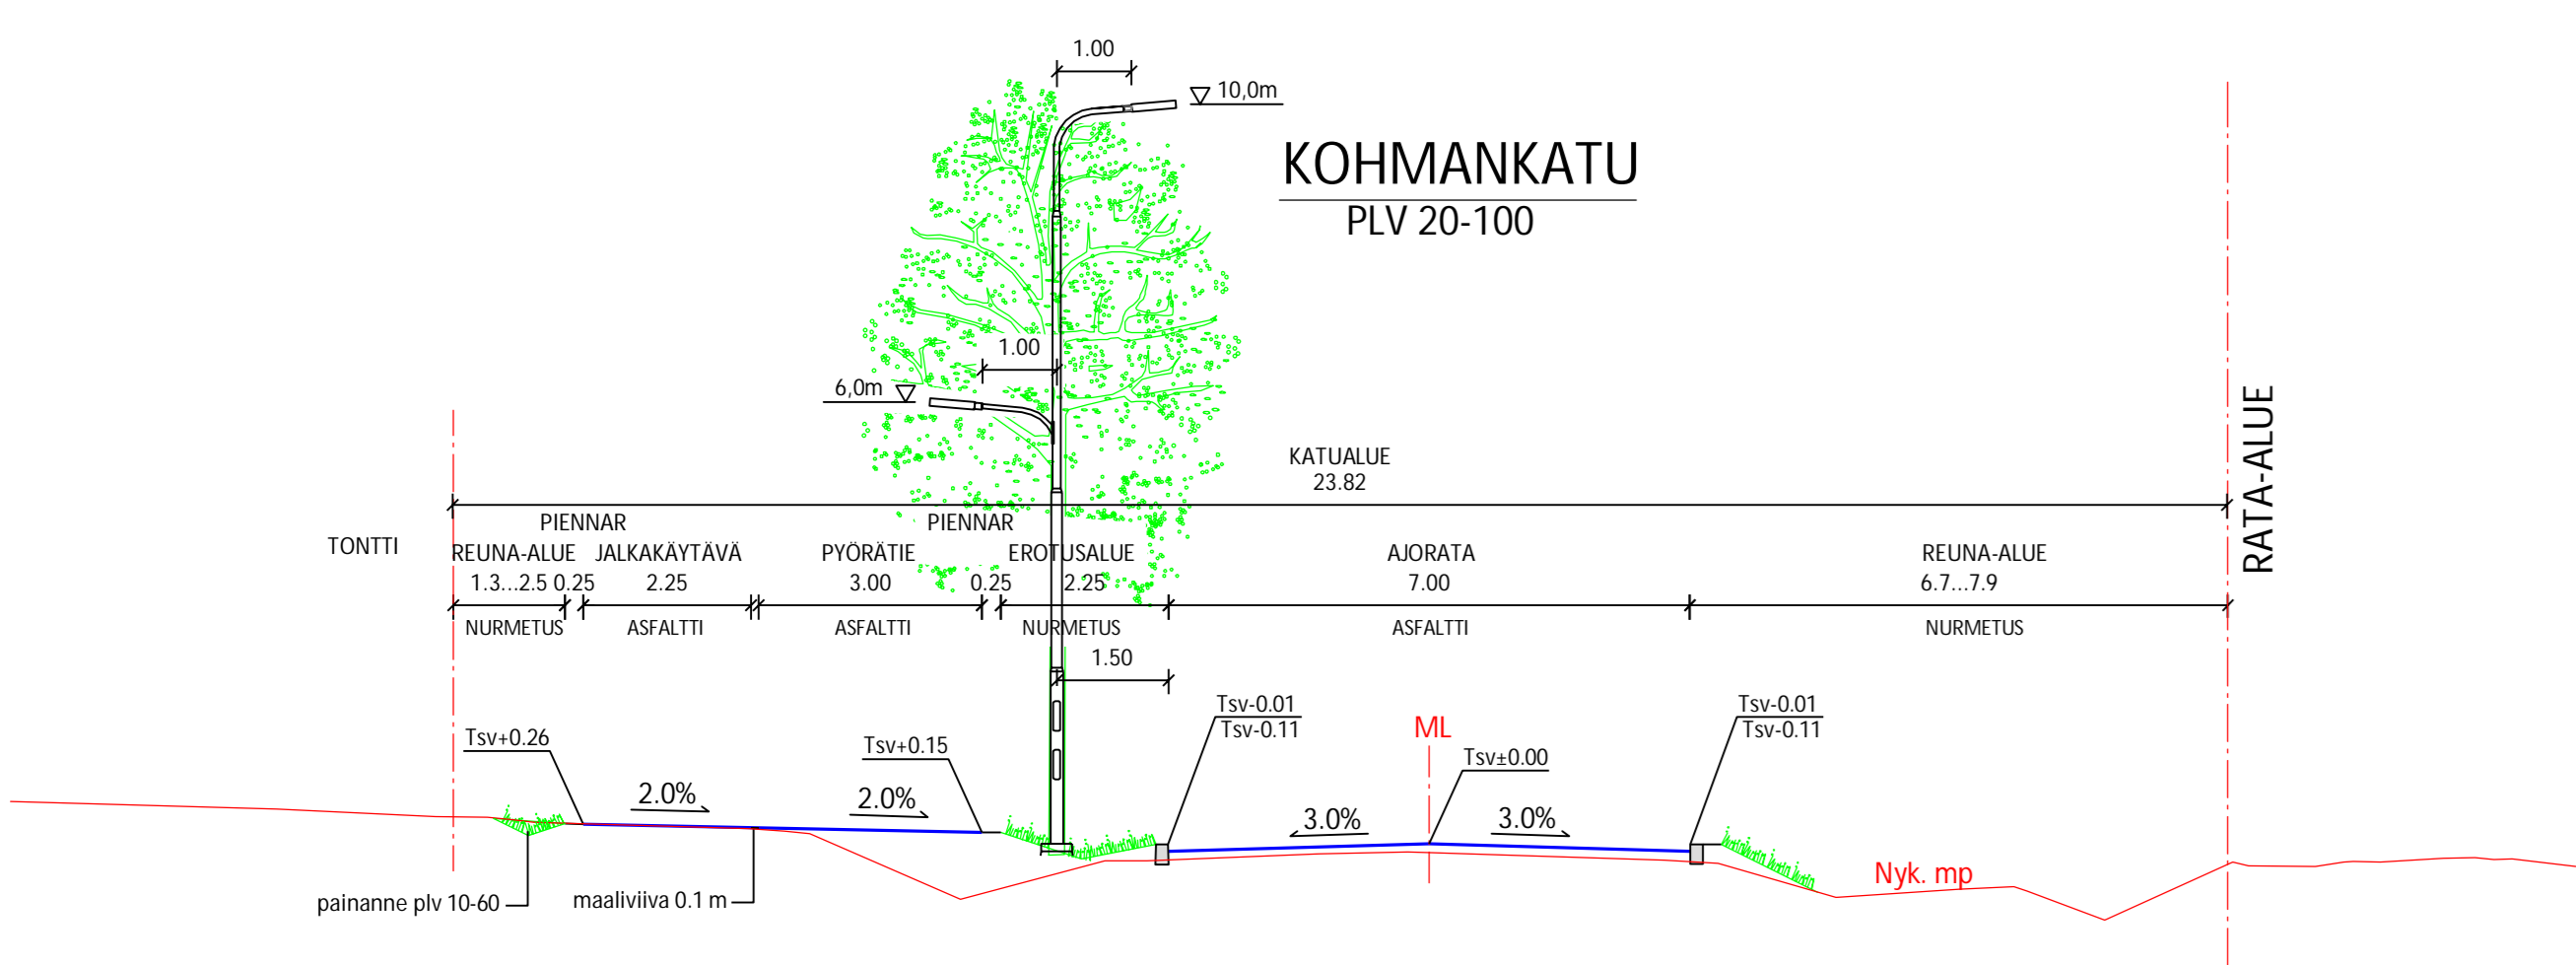 1.00
10,0m
KOHMANKATU
PLV 20-100
1.00
6,0m
RATA-ALUE
KATUALUE
23.82
PIENNAR PIENNAR
TONTTI
REUNA-ALUE JALKAKÄYTÄVÄ PYÖRÄTIE EROTUSALUE AJORATA REUNA-ALUE
1.3...2.5 0.25 2.25 3.00 0.25 2.25 7.00 6.7...7.9
NURMETUS ASFALTTI ASFALTTI NURMETUS ASFALTTI NURMETUS
1.50
Tsv-0.01 Tsv-0.01
Tsv-0.11 Tsv-0.11
ML
Tsv+0.26 Tsv+0.15 Tsv±0.00
2.0% 2.0% 3.0% 3.0%
Nyk. mp
painanne plv 10-60 maaliviiva 0.1 m